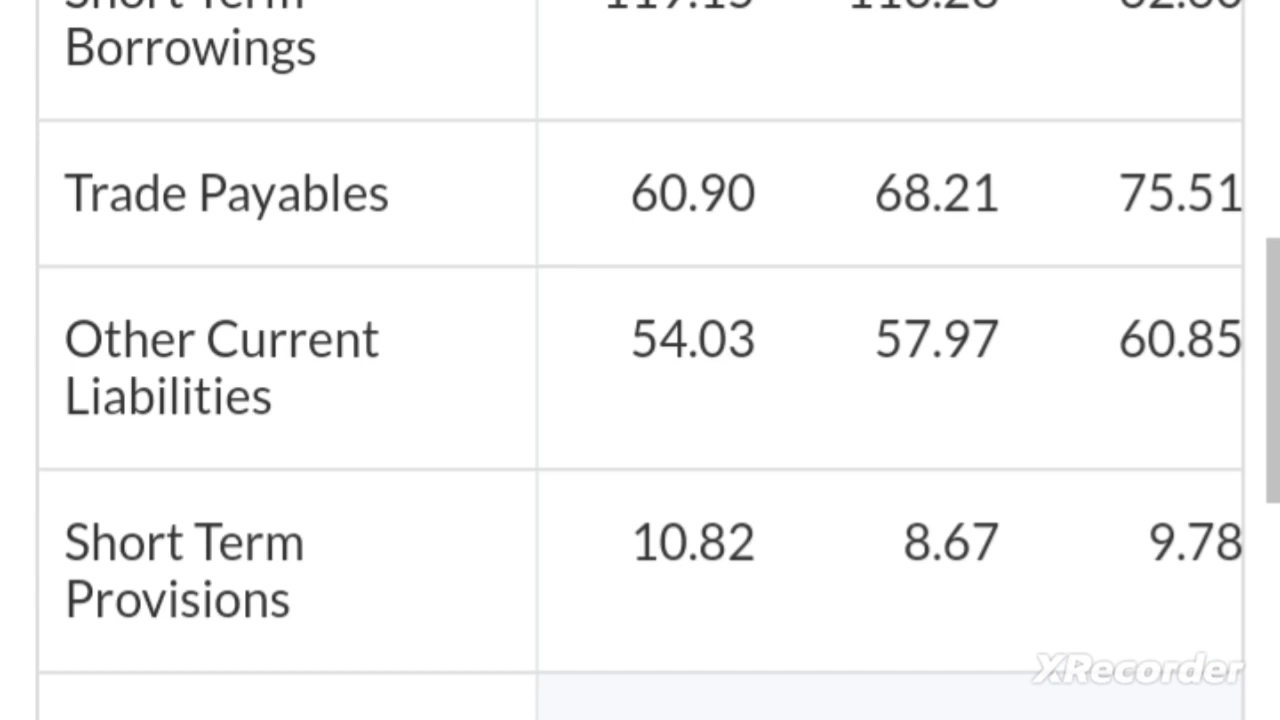 Borrowings
Trade Payables 60.90 68.21 75.51
Other Current 54.03 57.97 60.85
Liabilities
Short Term 10.82 8.67 9.78
Provisions
XRecorder